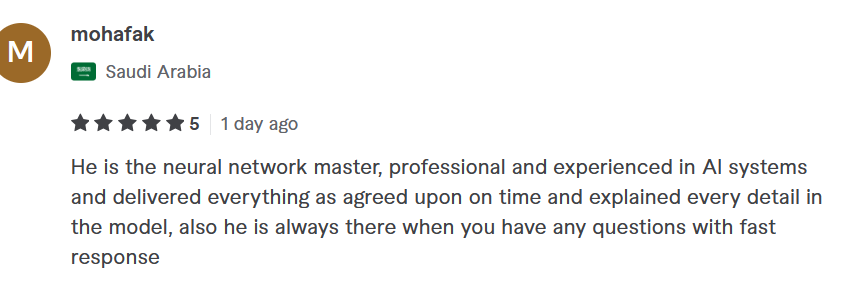 M
mohafak
Saudi Arabia
5 1 day ago
He is the neural network master, professional and experienced in AI systems
and delivered everything as agreed upon on time and explained every detail in
the model, also he is always there when you have any questions with fast
response